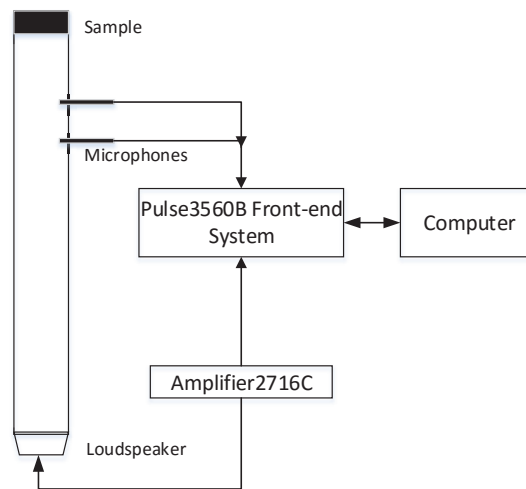 Sample
Microphones
Pulse3560B Front-end
System
Computer
Amplifier2716C
Loudspeaker